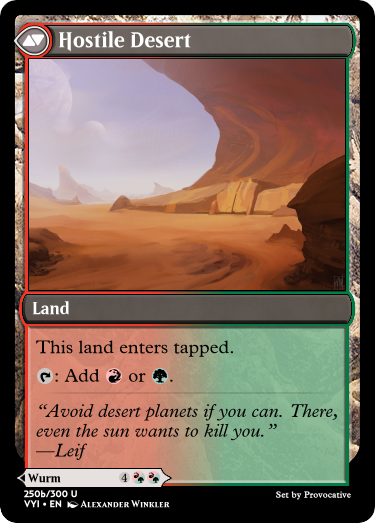 Hostile Desert
Land
This land enters tapped.
: Add or .
“Avoid desert planets if you can. There,
even the sun wants to kill you.”
—Leif
Wurm 4
250b/300 U
VYI • EN Alexander Winkler
Set by Provocative